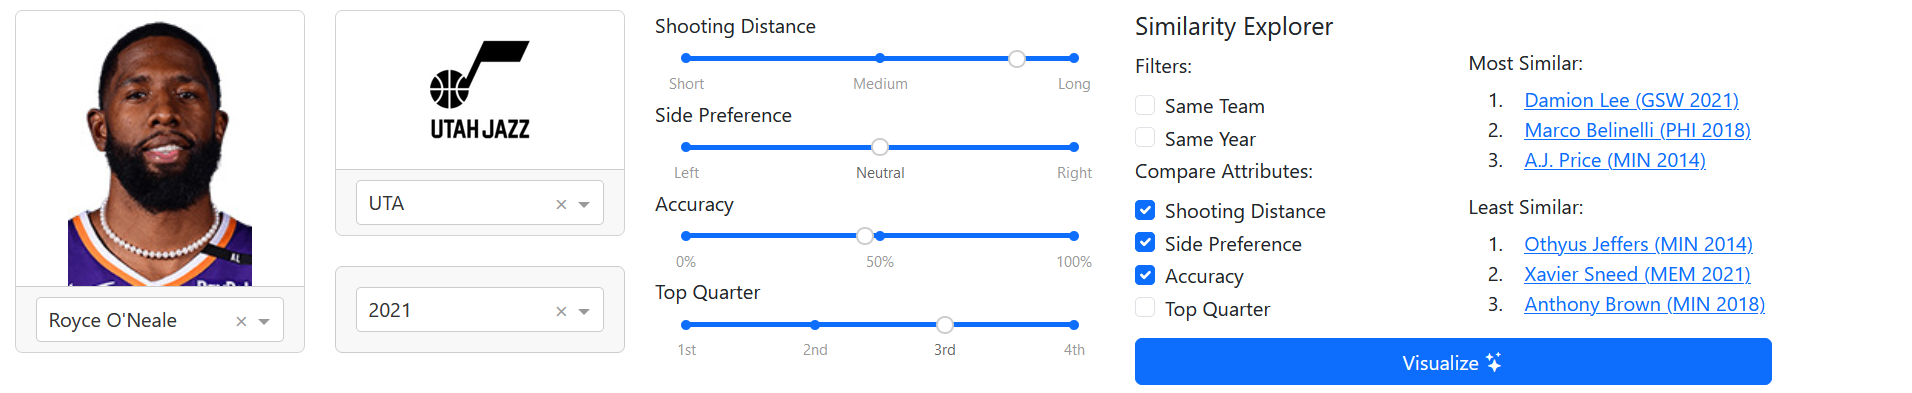 Royce O'Neale
UTAH JAZZ
UTA
2021
Shooting Distance
Short Medium Long
Side Preference
Left Neutral Right
Accuracy
0% 50% 100%
Top Quarter
1st 2nd 3rd 4th
Similarity Explorer
Filters:
Same Team
Same Year
Compare Attributes:
Shooting Distance
Side Preference
Accuracy
Top Quarter
Most Similar:
1. Damion Lee (GSW 2021)
2. Marco Belinelli (PHI 2018)
3. A.J. Price (MIN 2014)
Least Similar:
1. Othyus Jeffers (MIN 2014)
2. Xavier Sneed (MEM 2021)
3. Anthony Brown (MIN 2018)
Visualize